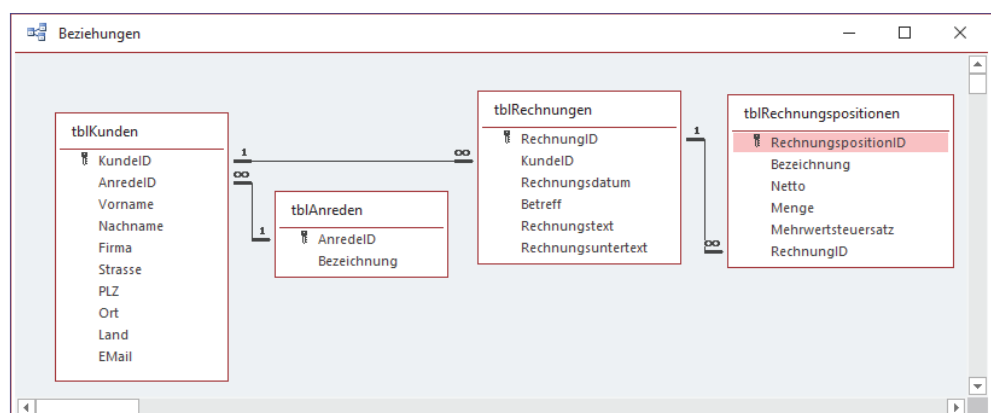 Beziehungen
tblKunden
KundeID
AnredeID
Vorname
Nachname
Firma
Strasse
PLZ
Ort
Land
EMail
1
∞
∞
1
tblAnreden
AnredeID
Bezeichnung
tblRechnungen
RechnungID
KundeID
Rechnungsdatum
Betreff
Rechnungstext
Rechnungsuntertext
1
∞
tblRechnungspositionen
RechnungspositionID
Bezeichnung
Netto
Menge
Mehrwertsteuersatz
RechnungID